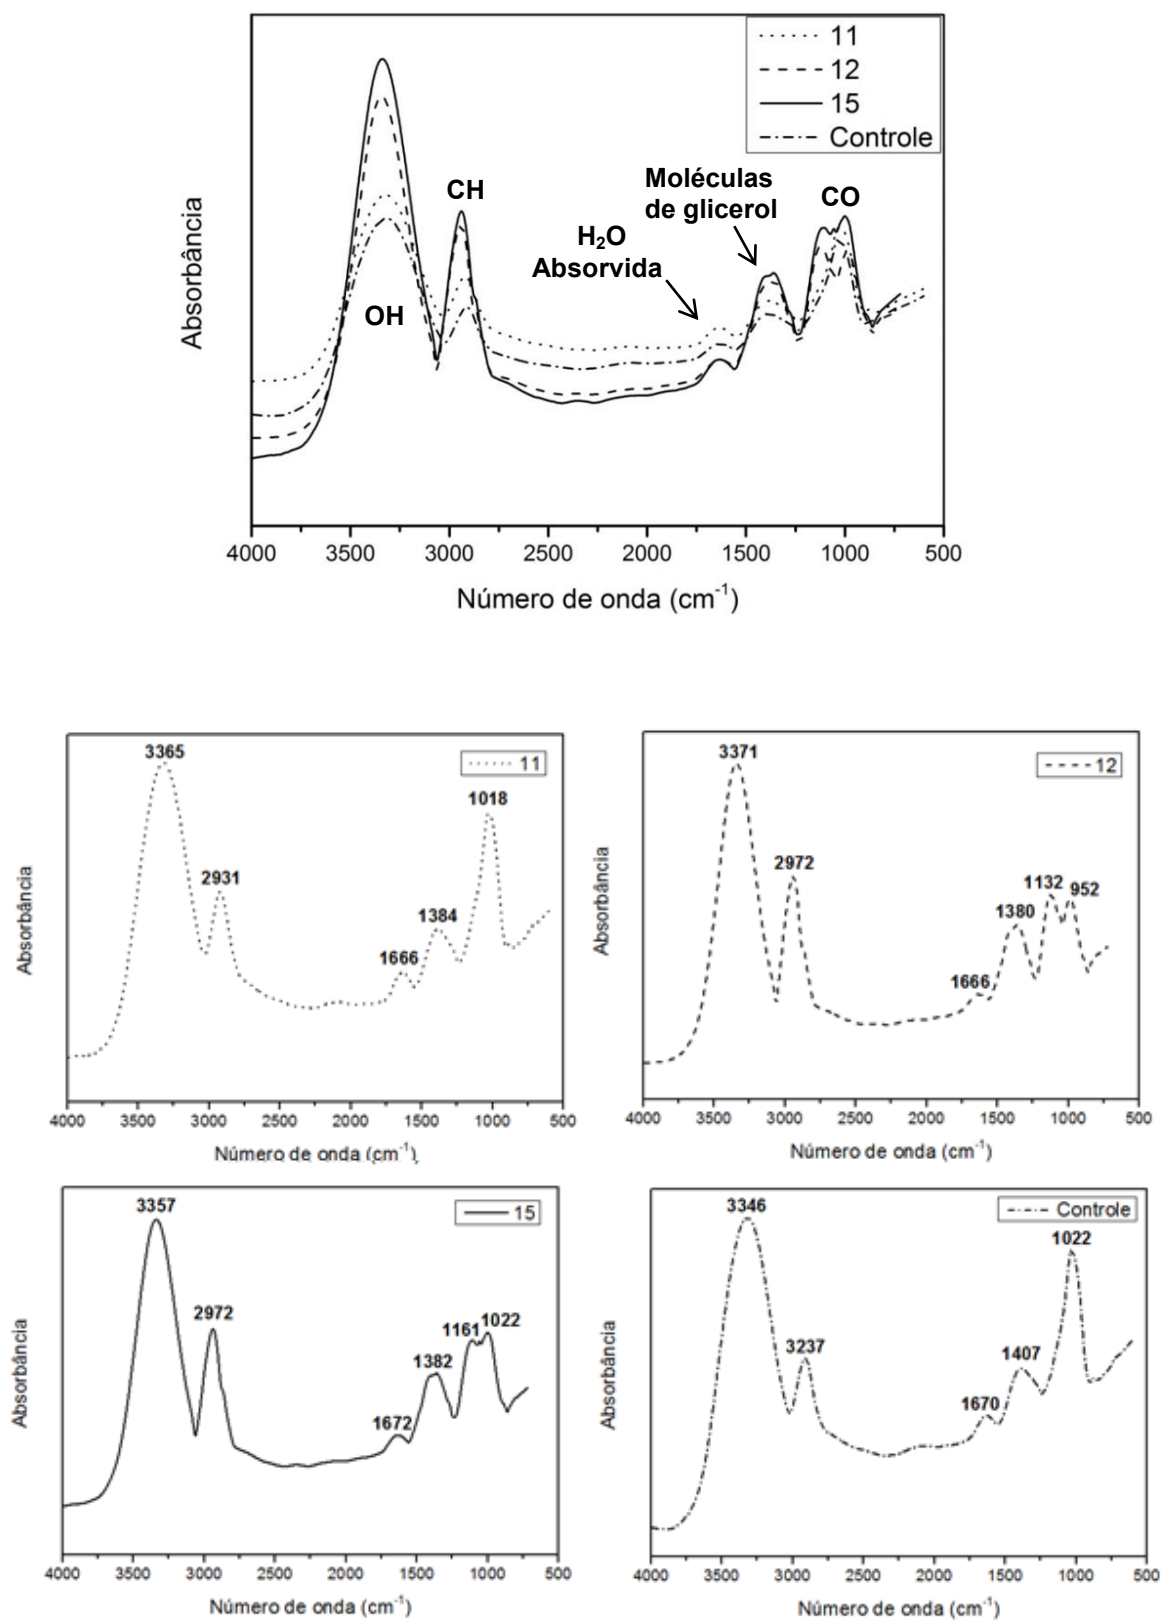 11
12
15
Controle
Absorbância
OH
CH
H₂O
Absorvida
Moléculas
de glicerol
CO
4000 3500 3000 2500 2000 1500 1000 500
Número de onda (cm⁻¹)
11
3365
2931
1666
1384
1018
Absorbância
4000 3500 3000 2500 2000 1500 1000 500
Número de onda (cm⁻¹)
12
3371
2972
1666
1380
1132
952
Absorbância
4000 3500 3000 2500 2000 1500 1000 500
Número de onda (cm⁻¹)
15
3357
2972
1672
1382
1161
1022
Absorbância
4000 3500 3000 2500 2000 1500 1000 500
Número de onda (cm⁻¹)
Controle
3346
3237
1670
1407
1022
Absorbância
4000 3500 3000 2500 2000 1500 1000 500
Número de onda (cm⁻¹)